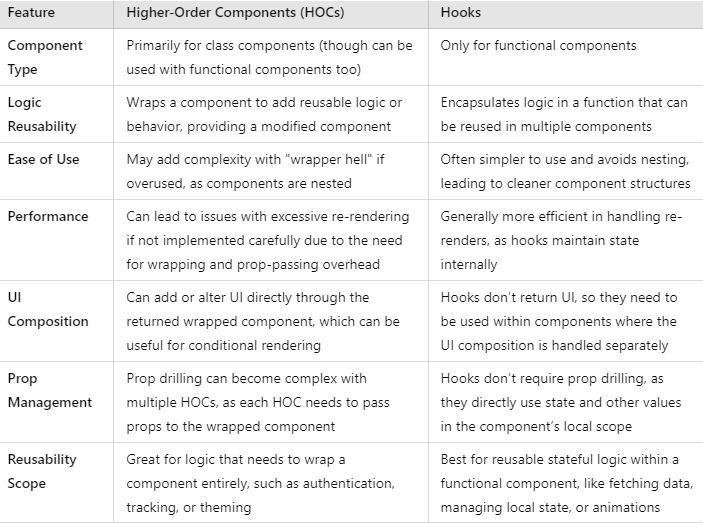 Feature Higher-Order Components (HOCs) Hooks
Component Type
Primarily for class components (though can be
used with functional components too)
Only for functional components
Logic
Reusability
Wraps a component to add reusable logic or
behavior, providing a modified component
Encapsulates logic in a function that can
be reused in multiple components
Ease of Use
May add complexity with "wrapper hell" if
overused, as components are nested
Often simpler to use and avoids nesting,
leading to cleaner component structures
Performance
Can lead to issues with excessive re-rendering
if not implemented carefully due to the need
for wrapping and prop-passing overhead
Generally more efficient in handling re-
renders, as hooks maintain state
internally
UI
Composition
Can add or alter UI directly through the
returned wrapped component, which can be
useful for conditional rendering
Hooks don’t return UI, so they need to
be used within components where the
UI composition is handled separately
Prop
Management
Prop drilling can become complex with
multiple HOCs, as each HOC needs to pass
props to the wrapped component
Hooks don’t require prop drilling, as
they directly use state and other values
in the component’s local scope
Reusability
Scope
Great for logic that needs to wrap a
component entirely, such as authentication,
tracking, or theming
Best for reusable stateful logic within a
functional component, like fetching data,
managing local state, or animations